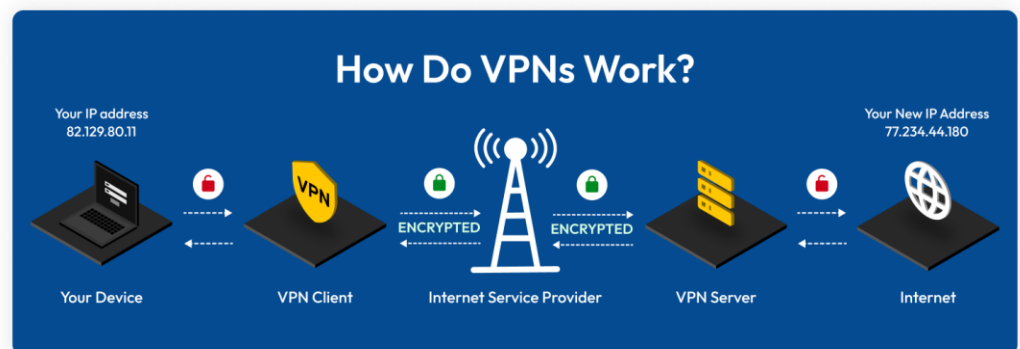 How Do VPNs Work?
Your IP address
82.129.80.11
Your New IP Address
77.234.44.180
VPN
ENCRYPTED
ENCRYPTED
Your Device
VPN Client
Internet Service Provider
VPN Server
Internet